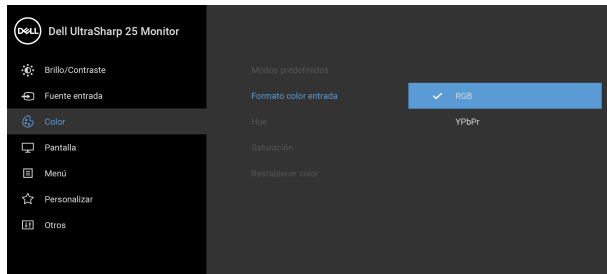 DELL Dell UltraSharp 25 Monitor
Brillo/Contraste
Modos predefinidos
Fuente entrada
Formato color entrada
RGB
Color
Hue
YPbPr
Pantalla
Saturación
Menú
Restablecer color
Personalizar
Otros